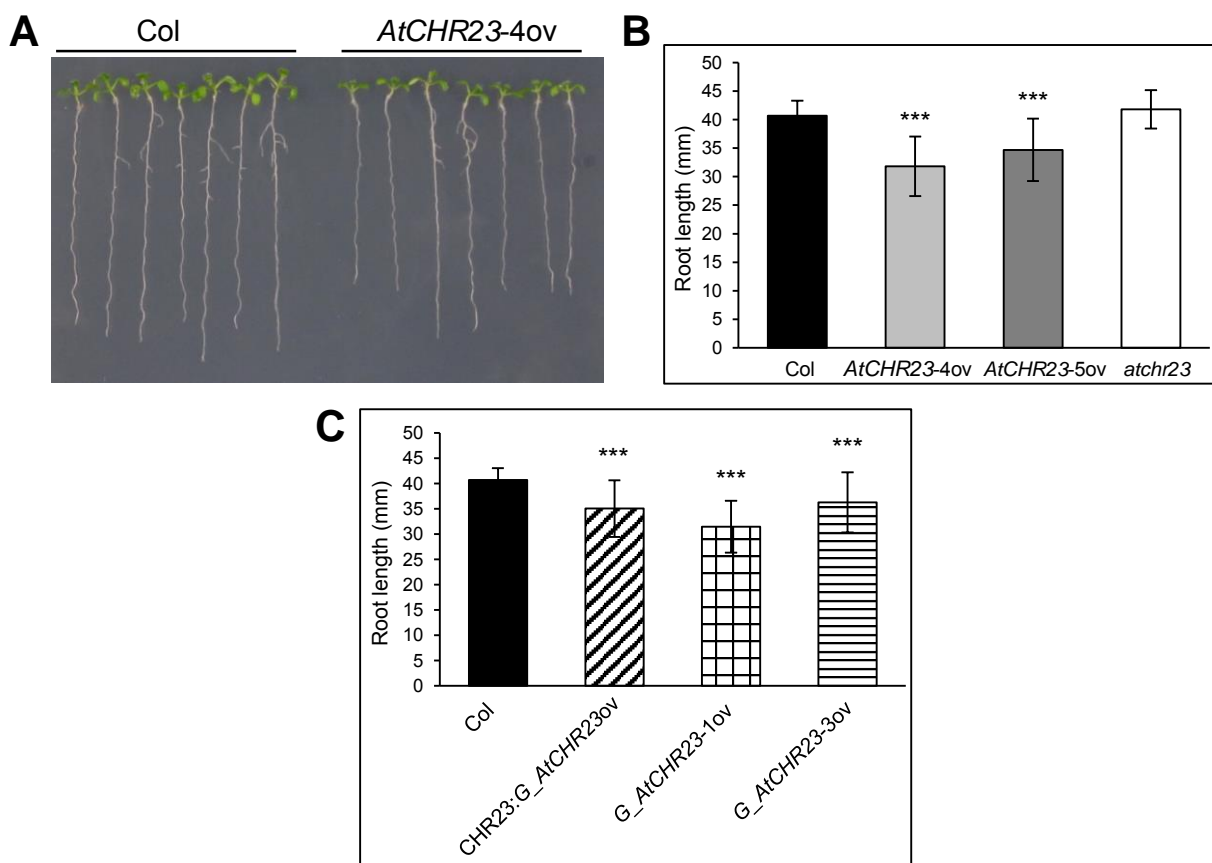 A
Col
AtCHR23-4ov
B
Root length (mm)
50
45
40
35
30
25
20
15
10
5
0
***
***
Col
AtCHR23-4ov
AtCHR23-5ov
atchr23
C
Root length (mm)
50
45
40
35
30
25
20
15
10
5
0
***
***
***
Col
CHR23:G_AtCHR23ov
G_AtCHR23-1ov
G_AtCHR23-3ov